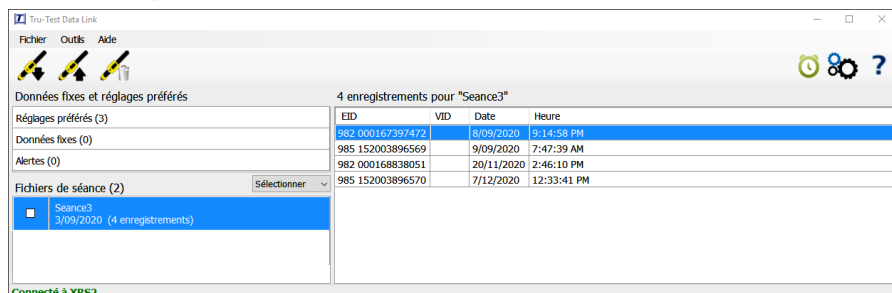 Tru-Test Data Link
Fichier Outils Aide
Données fixes et réglages préférés
Réglages préférés (3)
Données fixes (0)
Alertes (0)
Fichiers de séance (2) Sélectionner
Seance3
3/09/2020 (4 enregistrements)
4 enregistrements pour "Seance3"
EID VID Date Heure
982 000167397472 8/09/2020 9:14:58 PM
985 152003896569 9/09/2020 7:47:39 AM
982 000168838051 20/11/2020 2:46:10 PM
985 152003896570 7/12/2020 12:33:41 PM
Connecté à XRS2